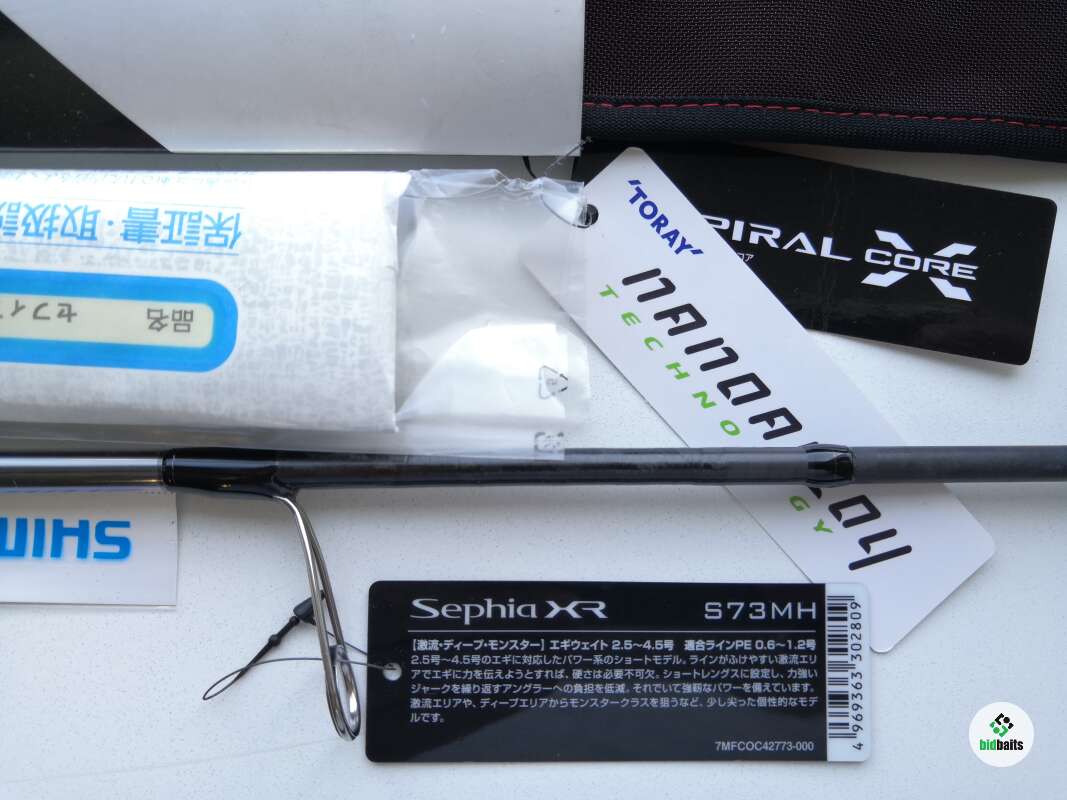 保証書・取扱説
品名
セフィ
'TORAY'
NANOALLOY
TECHNOLOGY
PIRAL CORE
SHIM
Sephia XR S73MH
【激流・ディープ・モンスター】エギウェイト 2.5〜4.5号 適合ラインPE 0.6〜1.2号
2.5号〜4.5号のエギに対応したパワー系のショートモデル。ラインがふけやすい激流エリ
アでエギに力を伝えようとすれば、硬さは必要不可欠。ショートレングスに設定し、力強い
ジャークを繰り返すアングラーへの負担を低減。それでいて強靭なパワーを備えています。
激流エリアや、ディープエリアからモンスタークラスを狙うなど、少し尖った個性的なモデ
ルです。
7MFCOC42773-000
4 969363 302809
bidbaits